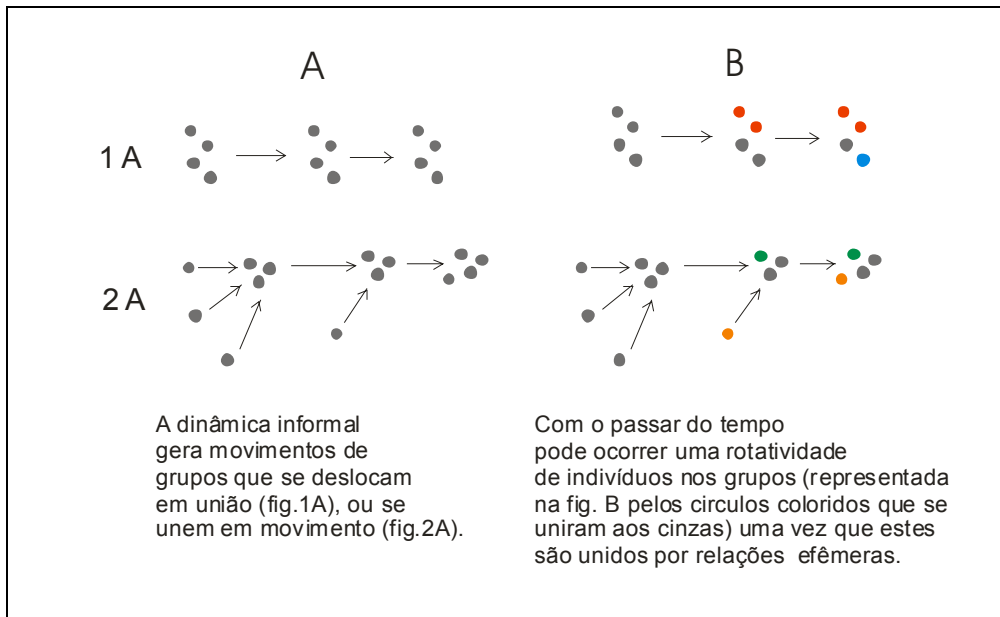 A
B
1 A
2 A
A dinâmica informal
gera movimentos de
grupos que se deslocam
em união (fig.1A), ou se
unem em movimento (fig.2A).
Com o passar do tempo
pode ocorrer uma rotatividade
de indivíduos nos grupos (representada
na fig. B pelos circulos coloridos que se
uniram aos cinzas) uma vez que estes
são unidos por relações efêmeras.